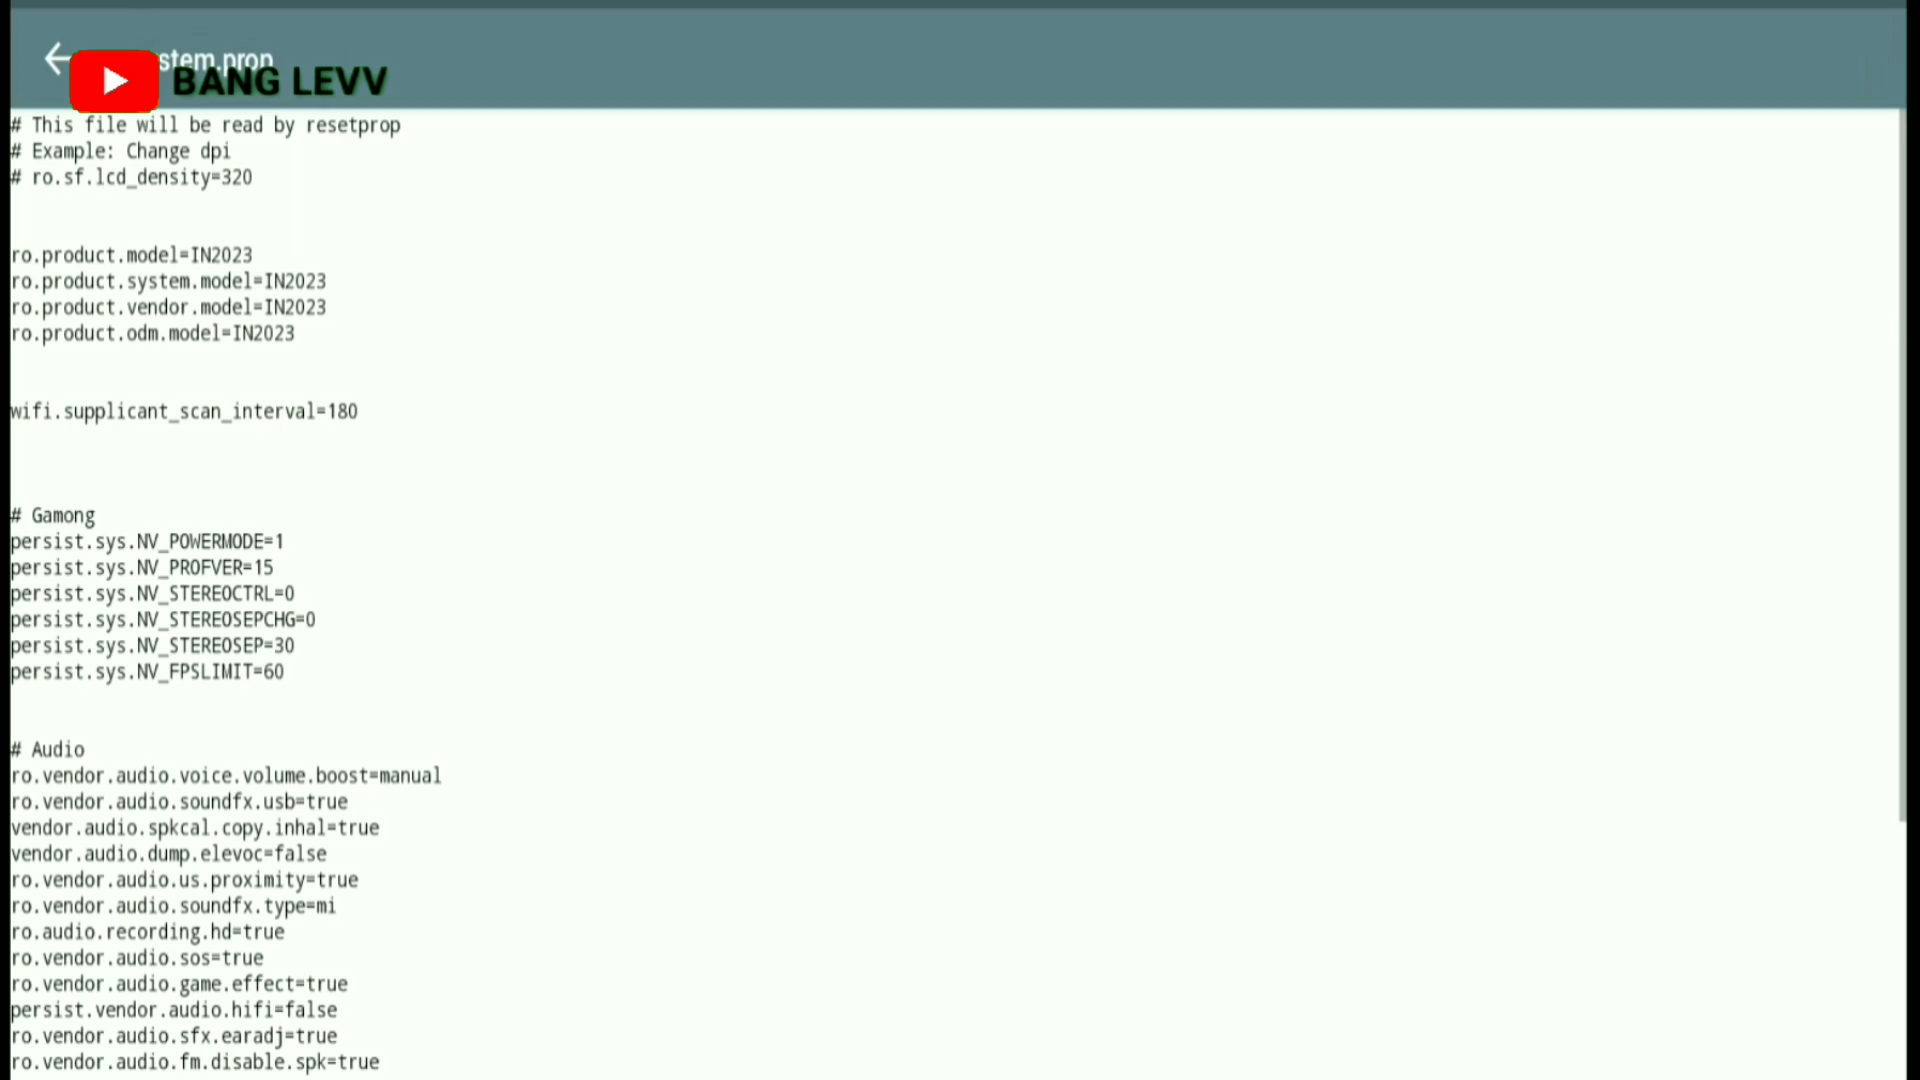 stem.prop
BANG LEVV
# This file will be read by resetprop
# Example: Change dpi
# ro.sf.lcd_density=320
ro.product.model=IN2023
ro.product.system.model=IN2023
ro.product.vendor.model=IN2023
ro.product.odm.model=IN2023
wifi.supplicant_scan_interval=180
# Gamong
persist.sys.NV_POWERMODE=1
persist.sys.NV_PROFVER=15
persist.sys.NV_STEREOCTRL=0
persist.sys.NV_STEREOSEPCHG=0
persist.sys.NV_STEREOSEP=30
persist.sys.NV_FPSLIMIT=60
# Audio
ro.vendor.audio.voice.volume.boost=manual
ro.vendor.audio.soundfx.usb=true
vendor.audio.spkcal.copy.inhal=true
vendor.audio.dump.elevoc=false
ro.vendor.audio.us.proximity=true
ro.vendor.audio.soundfx.type=mi
ro.audio.recording.hd=true
ro.vendor.audio.sos=true
ro.vendor.audio.game.effect=true
persist.vendor.audio.hifi=false
ro.vendor.audio.sfx.earadj=true
ro.vendor.audio.fm.disable.spk=true